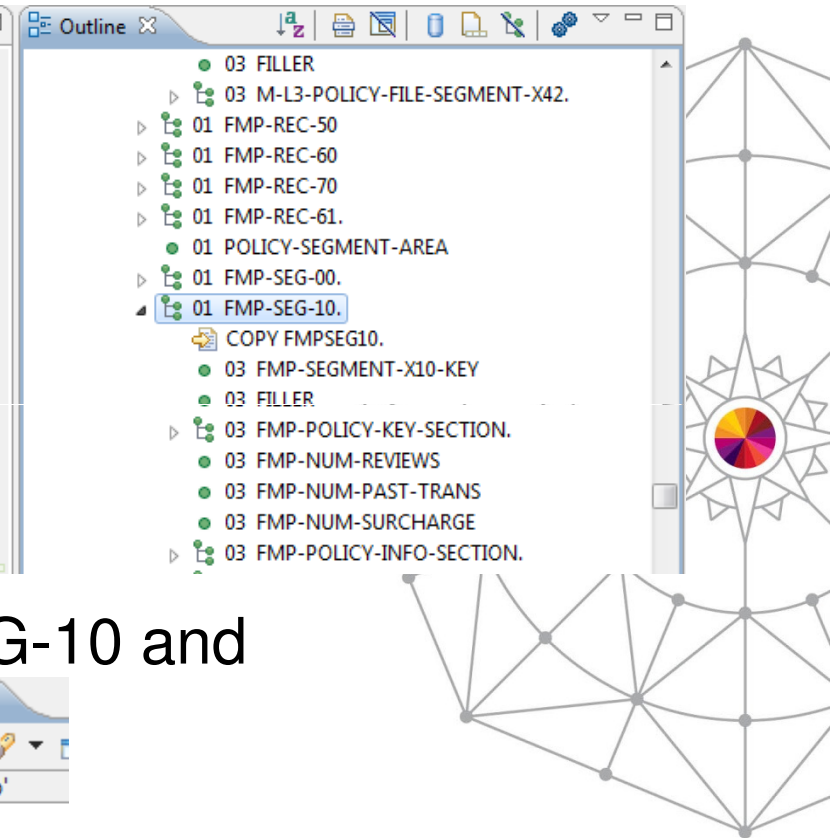 Outline
03 FILLER
03 M-L3-POLICY-FILE-SEGMENT-X42.
01 FMP-REC-50
01 FMP-REC-60
01 FMP-REC-70
01 FMP-REC-61.
01 POLICY-SEGMENT-AREA
01 FMP-SEG-00.
01 FMP-SEG-10.
COPY FMPSEG10.
03 FMP-SEGMENT-X10-KEY
03 FILLER
03 FMP-POLICY-KEY-SECTION.
03 FMP-NUM-REVIEWS
03 FMP-NUM-PAST-TRANS
03 FMP-NUM-SURCHARGE
03 FMP-POLICY-INFO-SECTION.
G-10 and